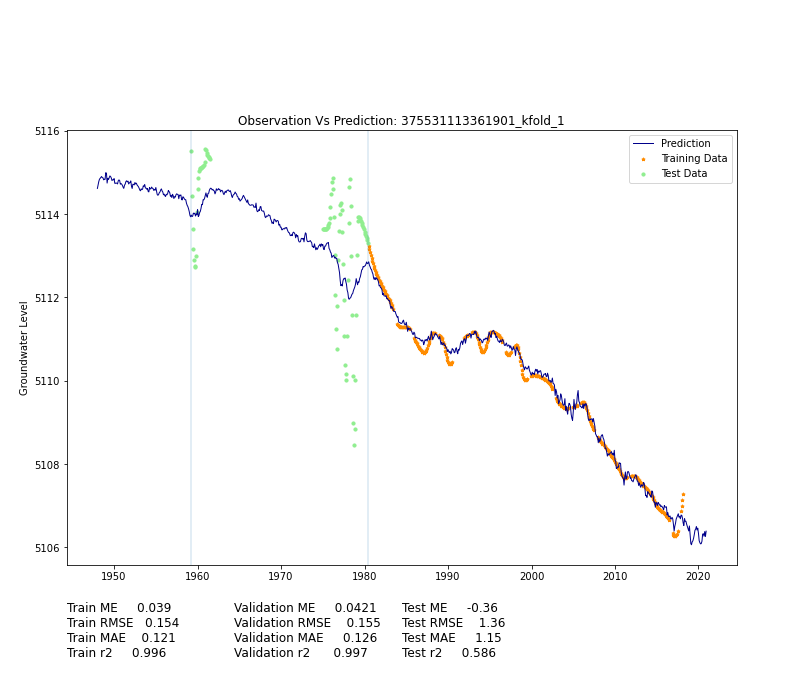 Observation Vs Prediction: 375531113361901_kfold_1
5116
5114
5112
5110
5108
5106
Groundwater Level
Prediction
Training Data
Test Data
1950 1960 1970 1980 1990 2000 2010 2020
Train ME 0.039 Validation ME 0.0421 Test ME -0.36
Train RMSE 0.154 Validation RMSE 0.155 Test RMSE 1.36
Train MAE 0.121 Validation MAE 0.126 Test MAE 1.15
Train r2 0.996 Validation r2 0.997 Test r2 0.586